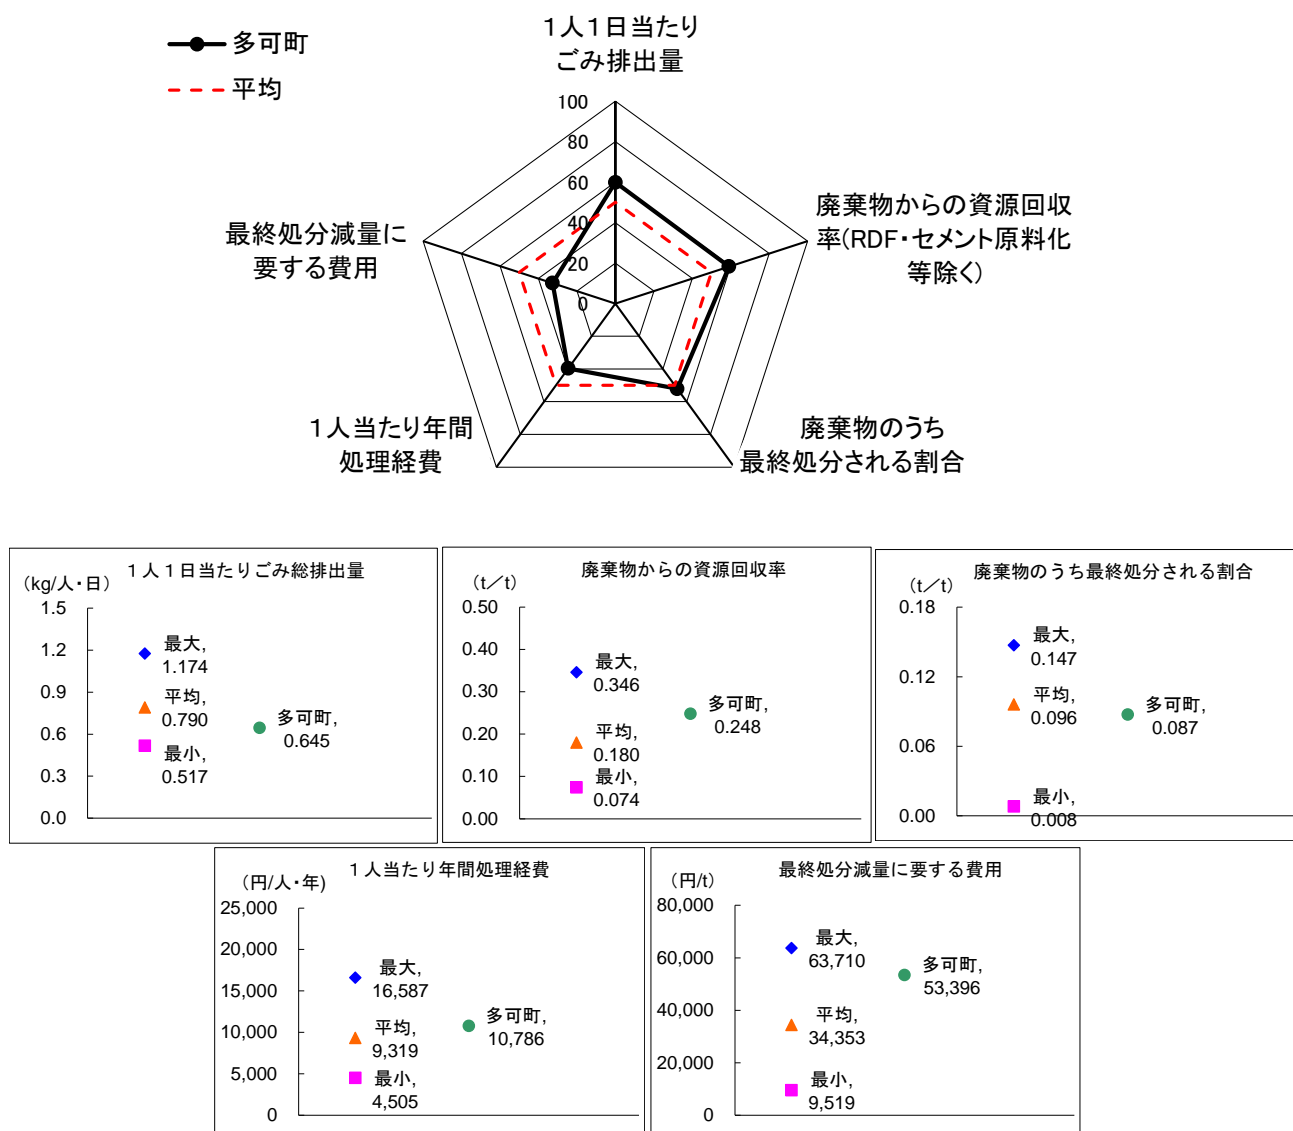 多可町
平均
１人１日当たり
ごみ排出量
100
80
60
40
20
0
廃棄物からの資源回収
率(RDF・セメント原料化
等除く)
廃棄物のうち
最終処分される割合
１人当たり年間
処理経費
最終処分減量に
要する費用
１人１日当たりごみ総排出量
（kg/人・日）
1.5
1.2
0.9
0.6
0.3
0.0
最大,
1.174
平均,
0.790
最小,
0.517
多可町,
0.645
廃棄物からの資源回収率
（t／t）
0.50
0.40
0.30
0.20
0.10
0.00
最大,
0.346
平均,
0.180
最小,
0.074
多可町,
0.248
廃棄物のうち最終処分される割合
（t／t）
0.18
0.12
0.06
0.00
最大,
0.147
平均,
0.096
最小,
0.008
多可町,
0.087
１人当たり年間処理経費
（円/人・年)
25,000
20,000
15,000
10,000
5,000
0
最大,
16,587
平均,
9,319
最小,
4,505
多可町,
10,786
最終処分減量に要する費用
（円/t）
80,000
60,000
40,000
20,000
0
最大,
63,710
平均,
34,353
最小,
9,519
多可町,
53,396